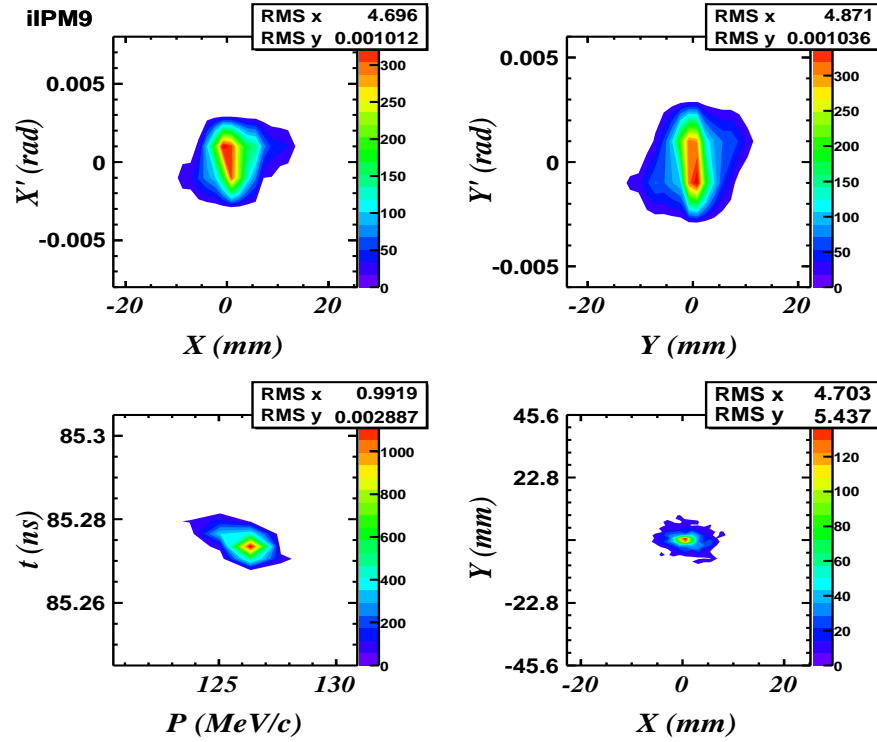 iIPM9
RMS x 4.696
RMS y 0.001012
0.005
0
-0.005
X' (rad)
-20 0 20
X (mm)
300
250
200
150
100
50
0
RMS x 4.871
RMS y 0.001036
0.005
0
-0.005
Y' (rad)
-20 0 20
Y (mm)
300
250
200
150
100
50
0
RMS x 0.9919
RMS y 0.002887
85.3
85.28
85.26
t (ns)
125 130
P (MeV/c)
1000
800
600
400
200
0
RMS x 4.703
RMS y 5.437
45.6
22.8
-22.8
-45.6
Y (mm)
-20 0 20
X (mm)
120
100
80
60
40
20
0